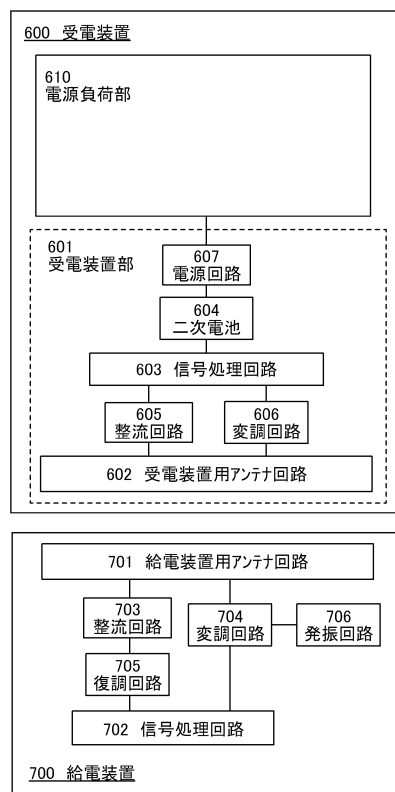 600 受電装置
610
電源負荷部
601
受電装置部
607
電源回路
604
二次電池
603 信号処理回路
605
整流回路
606
変調回路
602 受電装置用アンテナ回路
701 給電装置用アンテナ回路
703
整流回路
704
変調回路
706
発振回路
705
復調回路
702 信号処理回路
700 給電装置